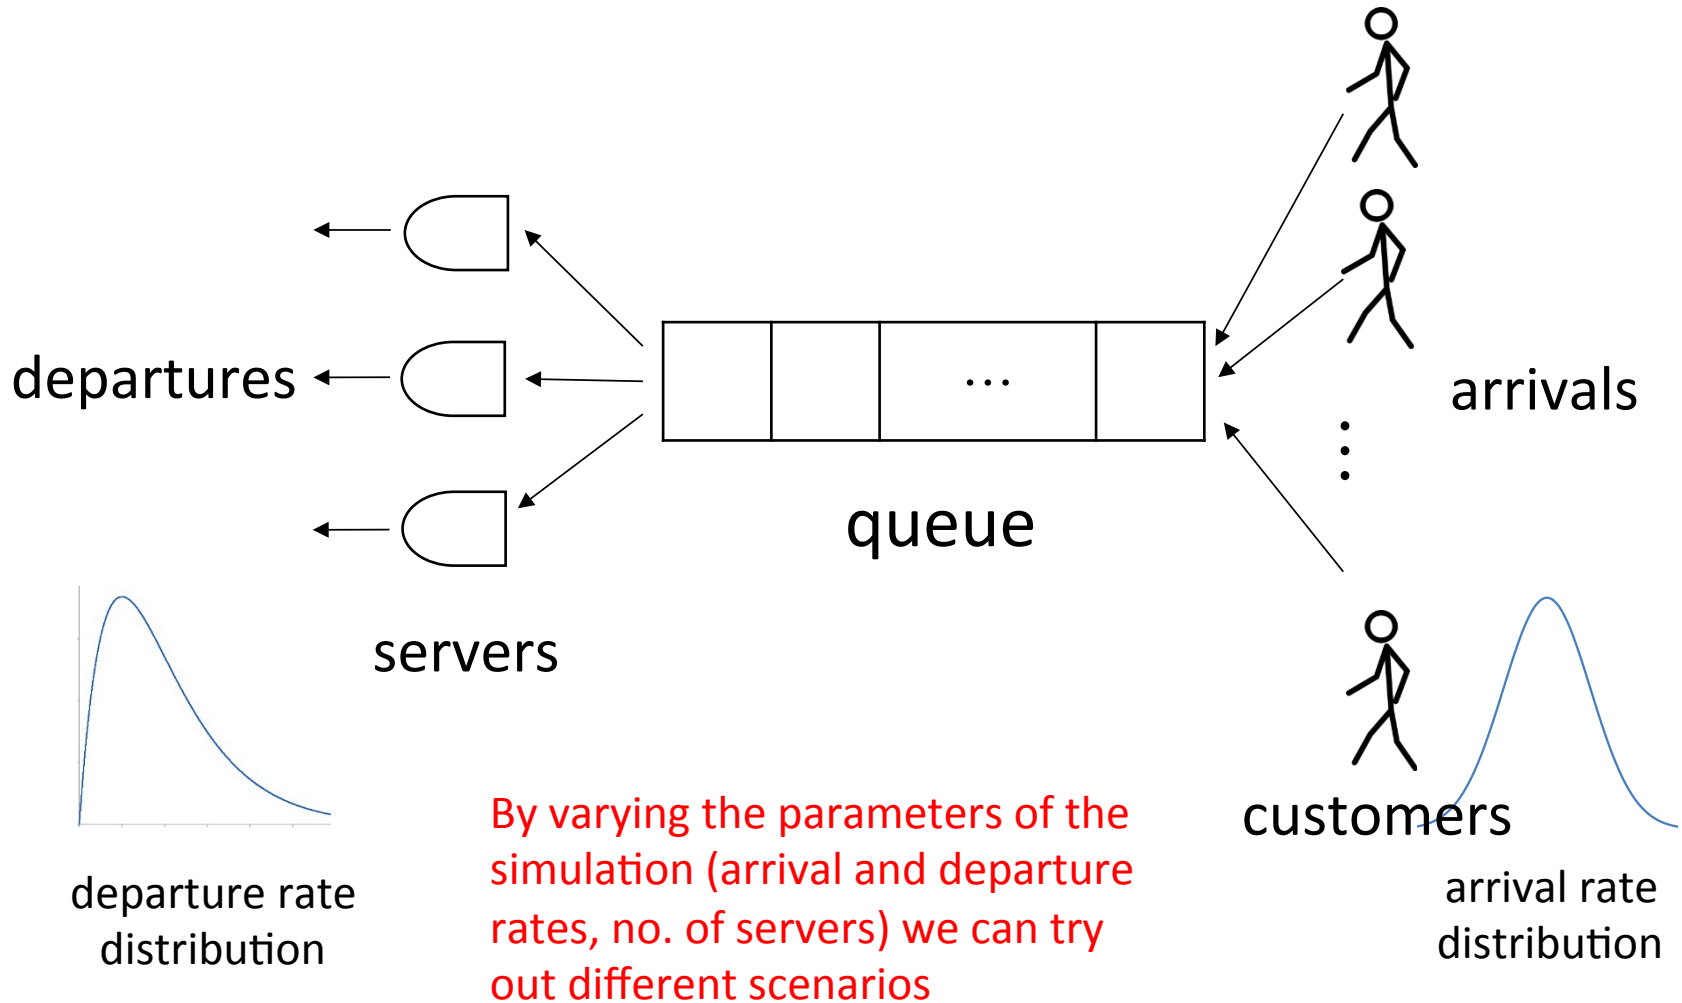 departures
arrivals
...
queue
servers
customers
departure rate
distribution
By varying the parameters of the
simulation (arrival and departure
rates, no. of servers) we can try
out different scenarios
arrival rate
distribution